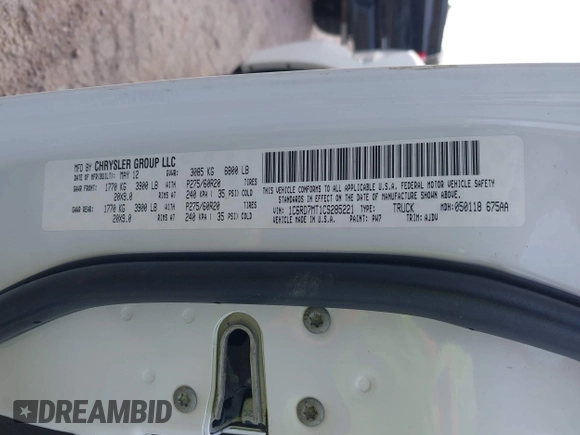 MFD BY CHRYSLER GROUP LLC
DATE OF MFR(BUILT): MAY 12 GVWR: 3085 KG 6800 LB
GAWR FRONT: 1770 KG 3900 LB WITH P275/60R20 TIRES
20X9.0 RIMS AT 240 KPA ( 35 PSI) COLD
GAWR REAR: 1770 KG 3900 LB WITH P275/60R20 TIRES
20X9.0 RIMS AT 240 KPA ( 35 PSI) COLD
THIS VEHICLE CONFORMS TO ALL APPLICABLE U.S.A. FEDERAL MOTOR VEHICLE SAFETY
STANDARDS IN EFFECT ON THE DATE OF MANUFACTURE SHOWN ABOVE.
VIN: 1C6RD7MT1CS285221 TYPE: TRUCK MDH: 050118 675AA
VEHICLE MADE IN U.S.A. PAINT: PW7 TRIM: AJDV
DREAMBID